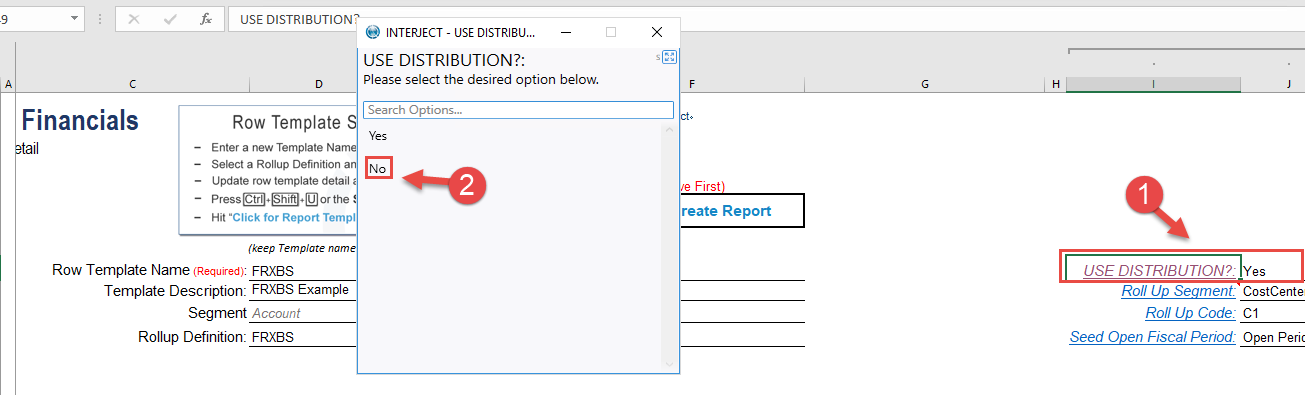 9
fx
USE DISTRIBUTION?
INTERJECT - USE DISTRIBU...
USE DISTRIBUTION?:
s
Please select the desired option below.
Search Options...
Yes
No
2
A
C
D
F
G
H
I
J
Financials
etail
Row Template S
– Enter a new Template Name
– Select a Rollup Definition an
– Update row template detail a
– Press Ctrl+Shift+U or the S
– Hit "Click for Report Templ
ct.
ve First)
reate Report
(keep Template name
Row Template Name (Required): FRXBS
Template Description: FRXBS Example
Segment Account
Rollup Definition: FRXBS
1
USE DISTRIBUTION?: Yes
Roll Up Segment: CostCenter
Roll Up Code: C1
Seed Open Fiscal Period: Open Peri